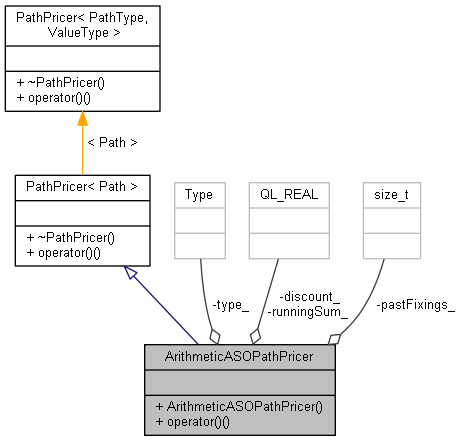 PathPricer< PathType,
ValueType >
+ ~PathPricer()
+ operator()()
< Path >
PathPricer< Path >
+ ~PathPricer()
+ operator()()
Type
QL_REAL
size_t
-type_
-discount_
-runningSum_
-pastFixings_
ArithmeticASOPathPricer
+ ArithmeticASOPathPricer()
+ operator()()